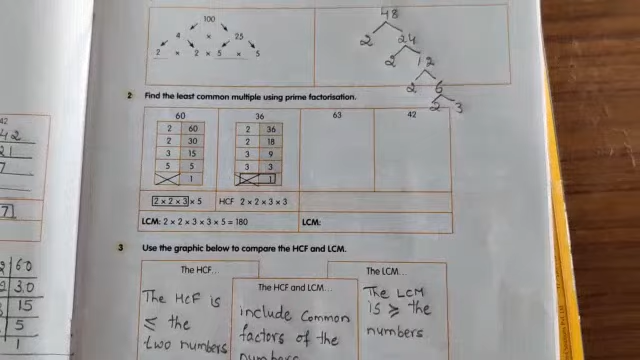 100
4 × 25
2 × 2 × 5 × 5
48
2 24
2 12
2 6
2 3
2 Find the least common multiple using prime factorisation.
60 36 63 42
2 60 2 36
2 30 2 18
3 15 3 9
5 5 3 3
1 1
2 × 2 × 3 × 5 HCF 2 × 2 × 3 × 3
LCM: 2 × 2 × 3 × 3 × 5 = 180 LCM:
3 Use the graphic below to compare the HCF and LCM.
The HCF...
The HCF is
≤ the
two numbers
The HCF and LCM...
include common
factors of the
numbers
The LCM...
The LCM
is ≥ the
numbers
42
42
21
7
7
2 60
2 30
15
5
1